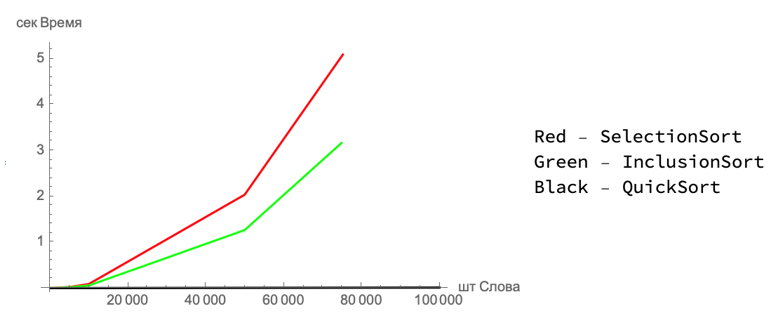 сек Время
5
4
3
2
1
20 000 40 000 60 000 80 000 100 000
шт Слова
Red – SelectionSort
Green – InclusionSort
Black – QuickSort